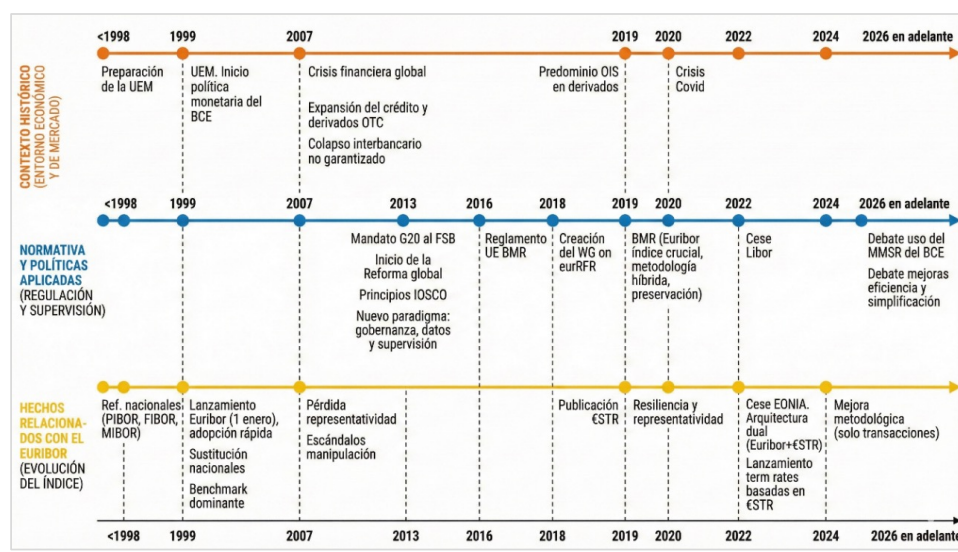 <1998 1999 2007 2019 2020 2022 2024 2026 en adelante
CONTEXTO HISTÓRICO
(ENTORNO ECONÓMICO
Y DE MERCADO)
Preparación
de la UEM
UEM. Inicio
política
monetaria del
BCE
Crisis financiera global
Expansión del crédito y
derivados OTC
Colapso interbancario
no garantizado
Predominio OIS
en derivados
Crisis
Covid
<1998 1999 2007 2013 2016 2018 2019 2020 2022 2024 2026 en adelante
NORMATIVA
Y POLÍTICAS
APLICADAS
(REGULACIÓN
Y SUPERVISIÓN)
Mandato G20 al FSB
Inicio de la
Reforma global
Principios IOSCO
Nuevo paradigma:
gobernanza, datos
y supervisión
Reglamento
UE BMR
Creación
del WG on
eurRFR
BMR (Euribor
índice crucial,
metodología
híbrida,
preservación)
Cese
Libor
Debate uso del
MMSR del BCE
Debate mejoras
eficiencia y
simplificación
HECHOS
RELACIONA-
DOS CON EL
EURIBOR
(EVOLUCIÓN
DEL ÍNDICE)
Ref. nacionales
(PIBOR, FIBOR,
MIBOR)
Lanzamiento
Euribor (1 enero),
adopción rápida
Sustitución
nacionales
Benchmark
dominante
Pérdida
representatividad
Escándalos
manipulación
Publicación
€STR
Resiliencia y
representatividad
Cese EONIA.
Arquitectura
dual
(Euribor+€STR)
Lanzamiento
term rates
basadas en
€STR
Mejora
metodológica
(solo transacciones)
<1998 1999 2007 2013 2016 2018 2019 2020 2022 2024 2026 en adelante